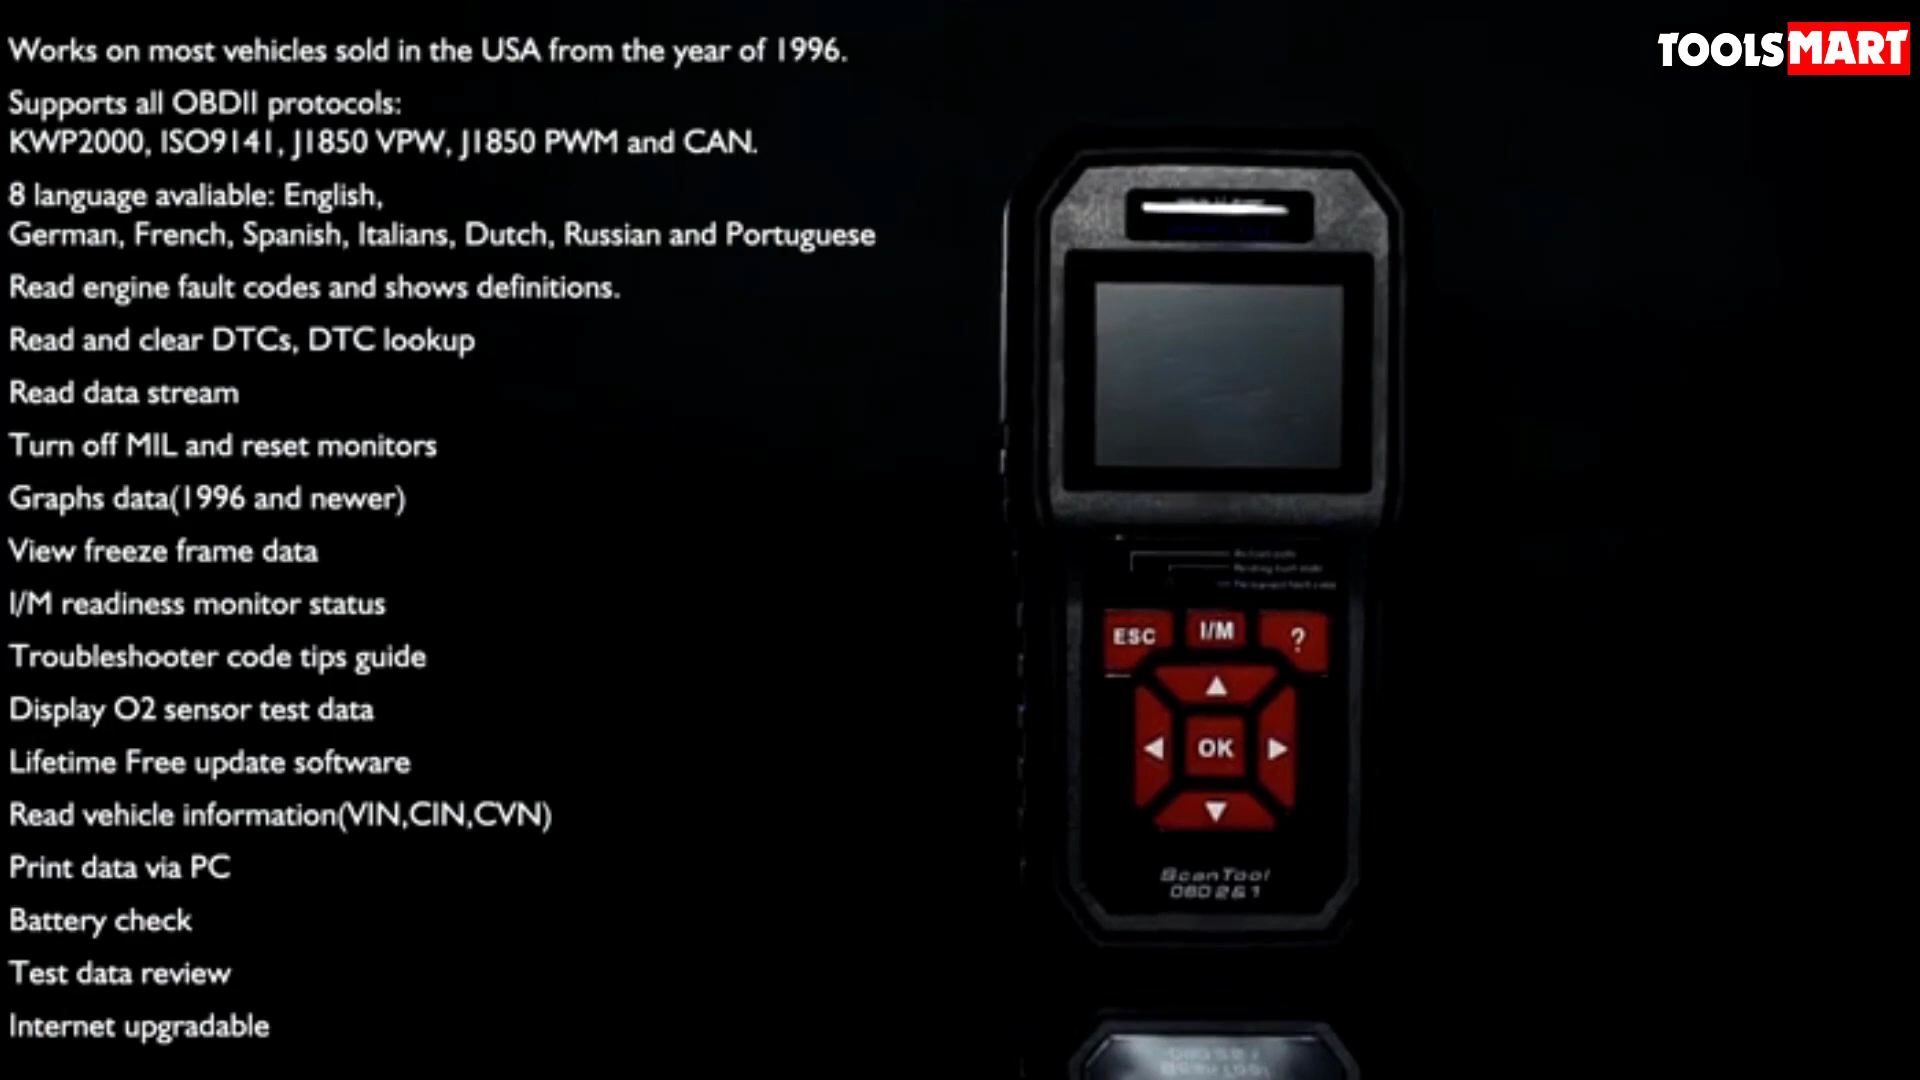 Works on most vehicles sold in the USA from the year of 1996.
Supports all OBDII protocols:
KWP2000, ISO9141, J1850 VPW, J1850 PWM and CAN.
8 language avaliable: English,
German, French, Spanish, Italians, Dutch, Russian and Portuguese
Read engine fault codes and shows definitions.
Read and clear DTCs, DTC lookup
Read data stream
Turn off MIL and reset monitors
Graphs data(1996 and newer)
View freeze frame data
I/M readiness monitor status
Troubleshooter code tips guide
Display O2 sensor test data
Lifetime Free update software
Read vehicle information(VIN,CIN,CVN)
Print data via PC
Battery check
Test data review
Internet upgradable
TOOLSMART
ESC
I/M
?
OK
ScanTool
OBD 2&1